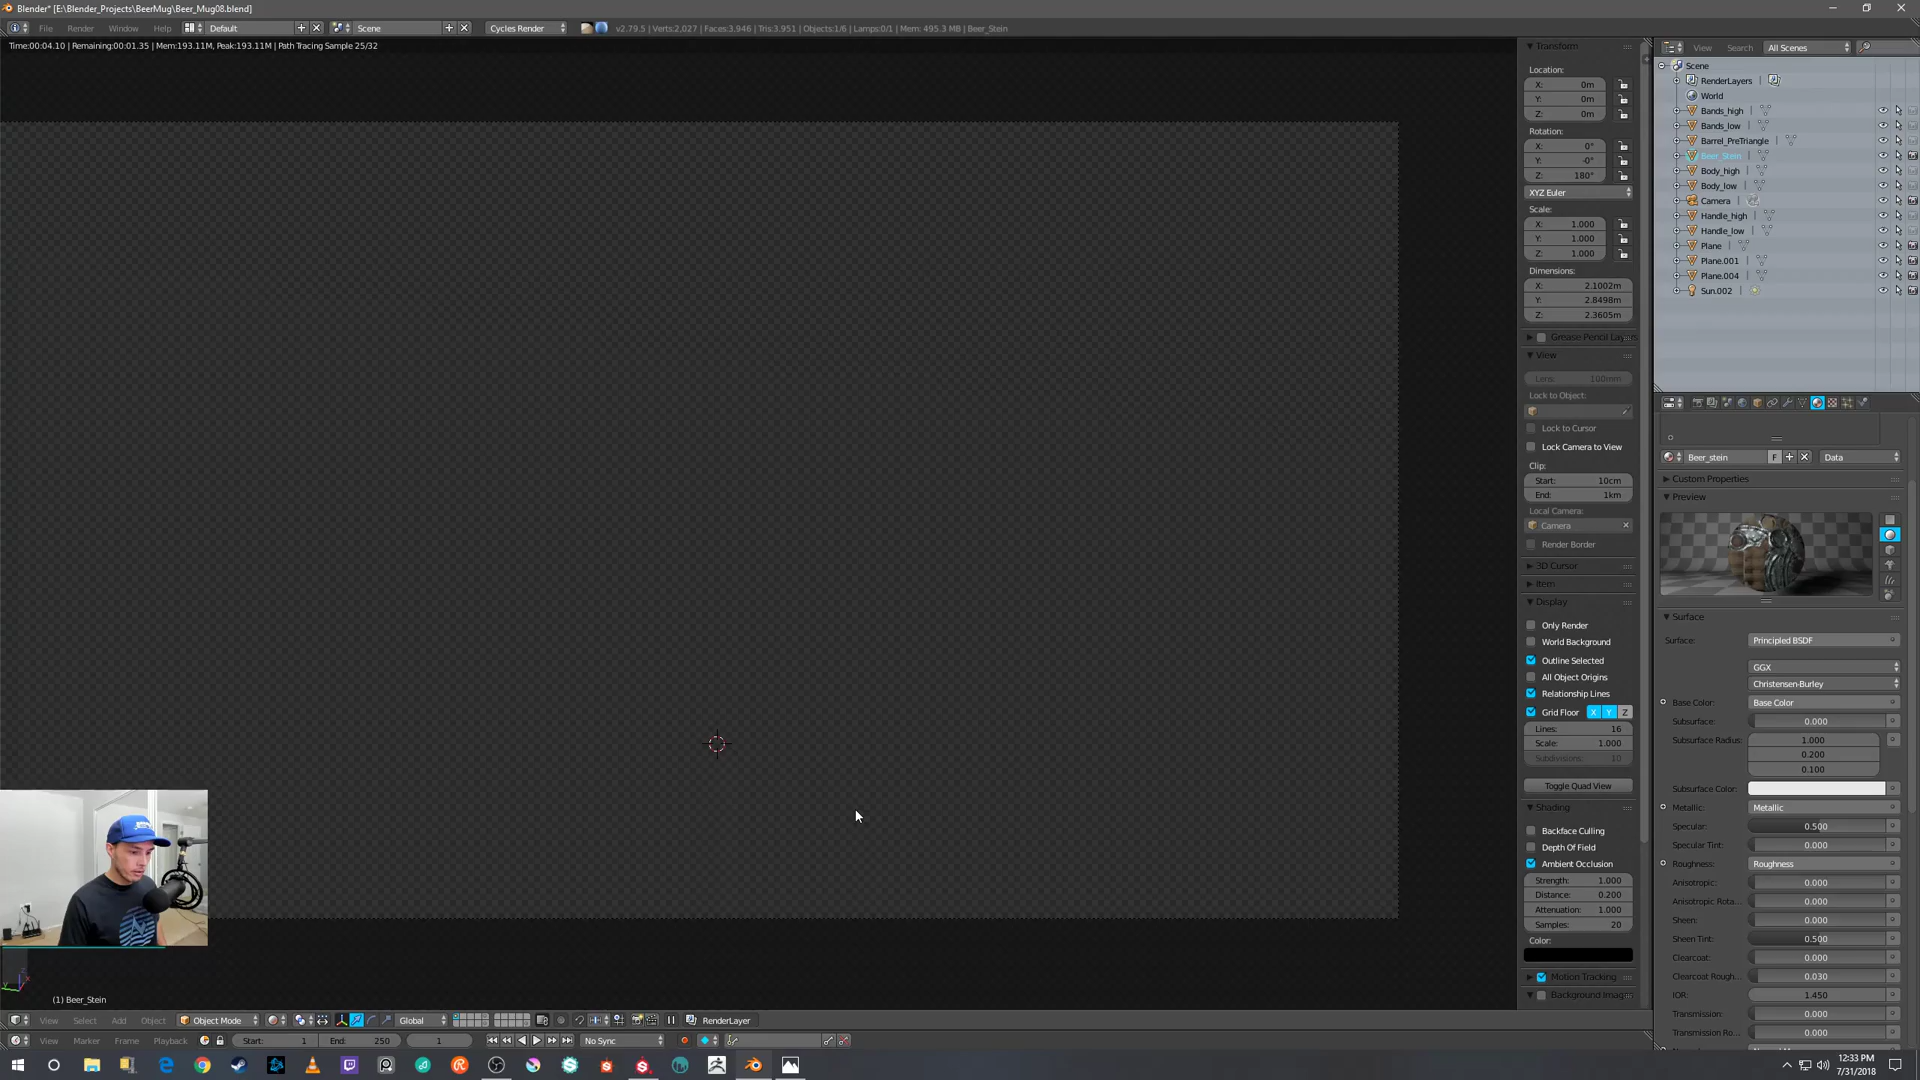 Blender* [E:\Blender_Projects\BeerMug\Beer_Mug08.blend]
File Render Window Help Default Scene Cycles Render v2.79.5 | Verts:2,027 | Faces:3,946 | Tris:3,951 | Objects:1/6 | Lamps:0/1 | Mem: 495.3 MB | Beer_Stein
Time:00:04.10 | Remaining:00:01.35 | Mem:193.11M, Peak:193.11M | Path Tracing Sample 25/32
Transform
Location:
X: 0m
Y: 0m
Z: 0m
Rotation:
X: 0°
Y: -0°
Z: 180°
XYZ Euler
Scale:
X: 1.000
Y: 1.000
Z: 1.000
Dimensions:
X: 2.1002m
Y: 2.8498m
Z: 2.3605m
Grease Pencil Lay
View
Lens: 100mm
Lock to Object:
Lock to Cursor
Lock Camera to View
Clip:
Start: 10cm
End: 1km
Local Camera:
Camera
Render Border
3D Cursor
Item
Display
Only Render
World Background
Outline Selected
All Object Origins
Relationship Lines
Grid Floor X Y Z
Lines: 16
Scale: 1.000
Subdivisions: 10
Toggle Quad View
Shading
Backface Culling
Depth Of Field
Ambient Occlusion
Strength: 1.000
Distance: 0.200
Attenuation: 1.000
Samples: 20
Color:
Motion Tracking
Background Image
View Search All Scenes
Scene
RenderLayers
World
Bands_high
Bands_low
Barrel_PreTriangle
Beer_Stein
Body_high
Body_low
Camera
Handle_high
Handle_low
Plane
Plane.001
Plane.004
Sun.002
Beer_stein F Data
Custom Properties
Preview
Surface
Surface: Principled BSDF
GGX
Christensen-Burley
Base Color: Base Color
Subsurface: 0.000
Subsurface Radius: 1.000
0.200
0.100
Subsurface Color:
Metallic: Metallic
Specular: 0.500
Specular Tint: 0.000
Roughness: Roughness
Anisotropic: 0.000
Anisotropic Rota... 0.000
Sheen: 0.000
Sheen Tint: 0.500
Clearcoat: 0.000
Clearcoat Rough... 0.030
IOR: 1.450
Transmission: 0.000
Transmission Ro... 0.000
(1) Beer_Stein
View Select Add Object Object Mode Global RenderLayer
View Marker Frame Playback Start: 1 End: 250 1 No Sync
12:33 PM
7/31/2018